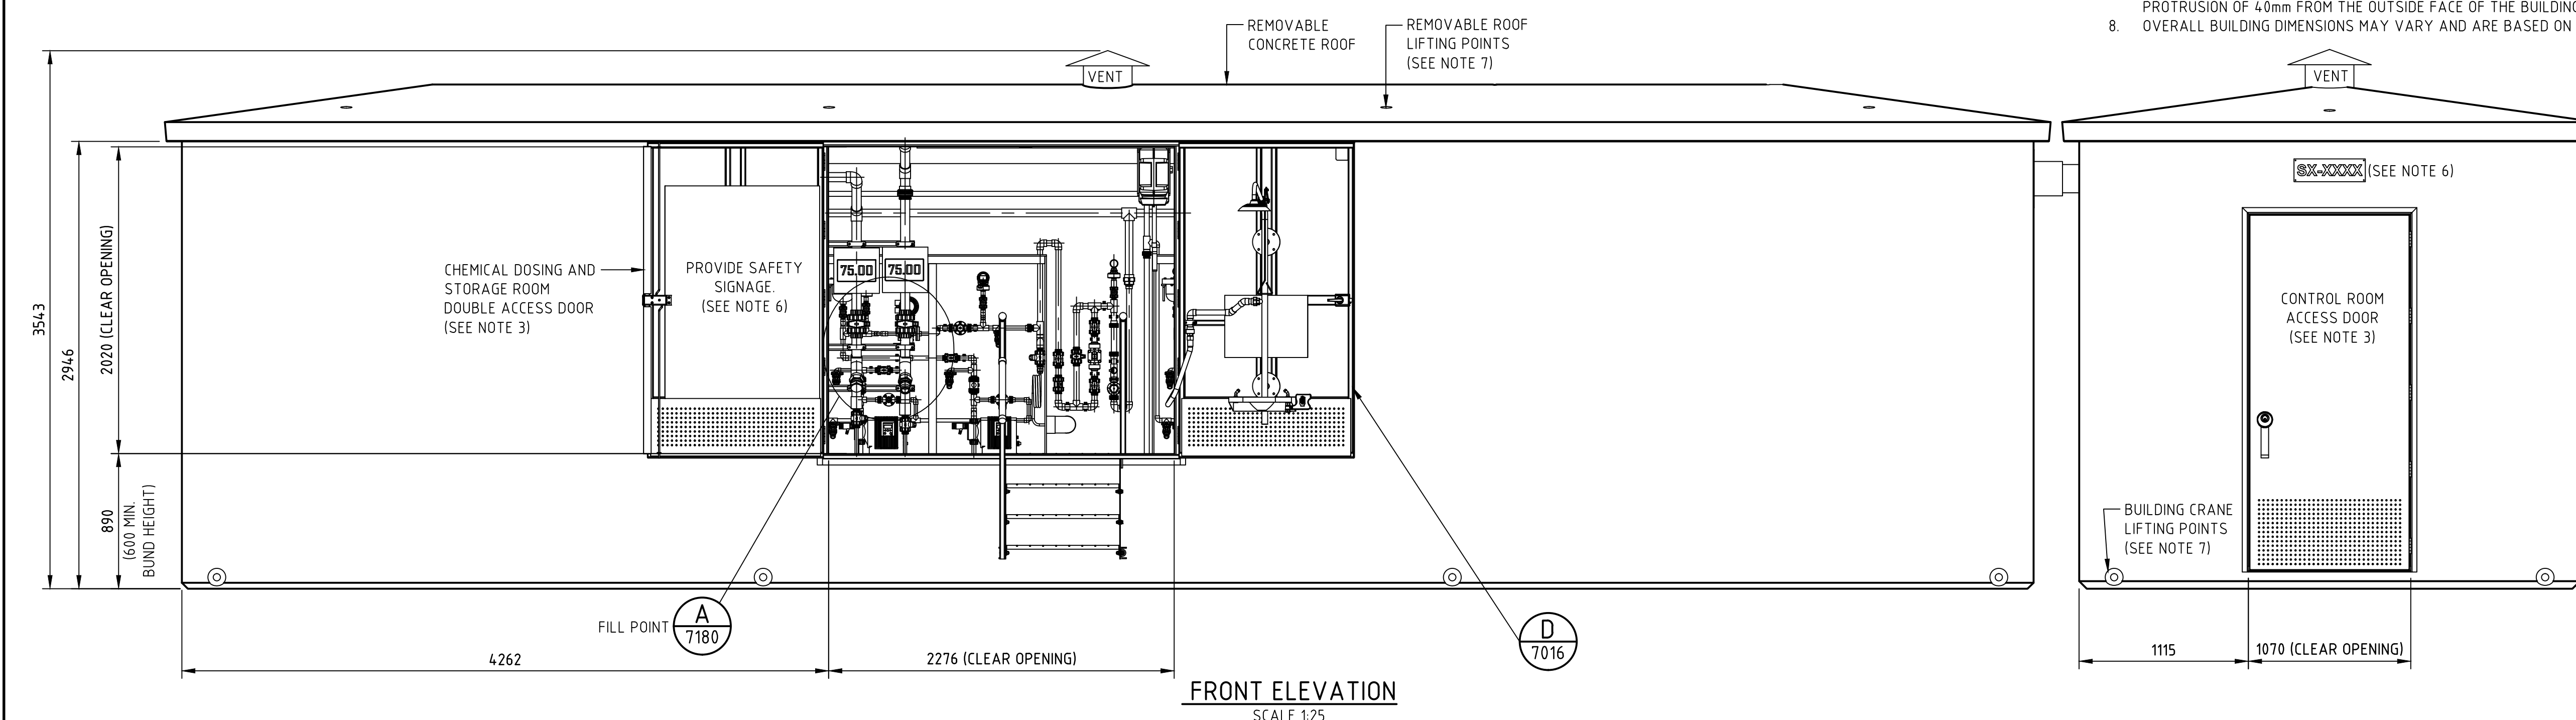 PROTRUSION OF 40mm FROM THE OUTSIDE FACE OF THE BUILDING
8. OVERALL BUILDING DIMENSIONS MAY VARY AND ARE BASED ON
REMOVABLE
CONCRETE ROOF
REMOVABLE ROOF
LIFTING POINTS
(SEE NOTE 7)
VENT
VENT
SX-XXXX (SEE NOTE 6)
3543
2946
2020 (CLEAR OPENING)
890
(600 MIN.
BUND HEIGHT)
CHEMICAL DOSING AND
STORAGE ROOM
DOUBLE ACCESS DOOR
(SEE NOTE 3)
PROVIDE SAFETY
SIGNAGE.
(SEE NOTE 6)
75.00
75.00
CONTROL ROOM
ACCESS DOOR
(SEE NOTE 3)
BUILDING CRANE
LIFTING POINTS
(SEE NOTE 7)
FILL POINT
A
7180
D
7016
4262
2276 (CLEAR OPENING)
1115
1070 (CLEAR OPENING)
FRONT ELEVATION
SCALE 1:25